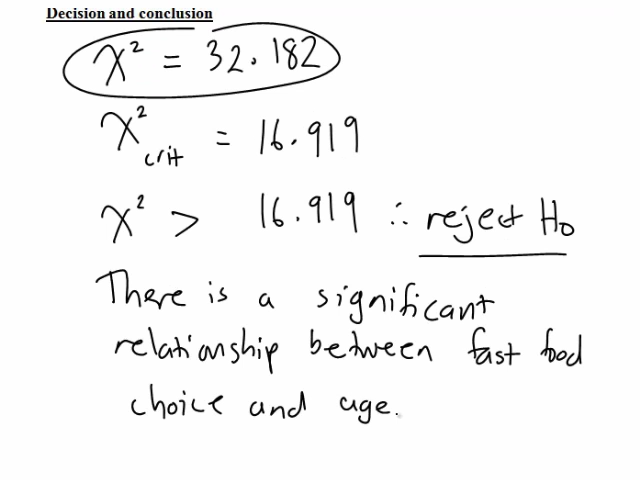 Decision and conclusion
χ² = 32.182
χ²crit = 16.919
χ² > 16.919 ∴ reject H₀
There is a significant
relationship between fast food
choice and age.